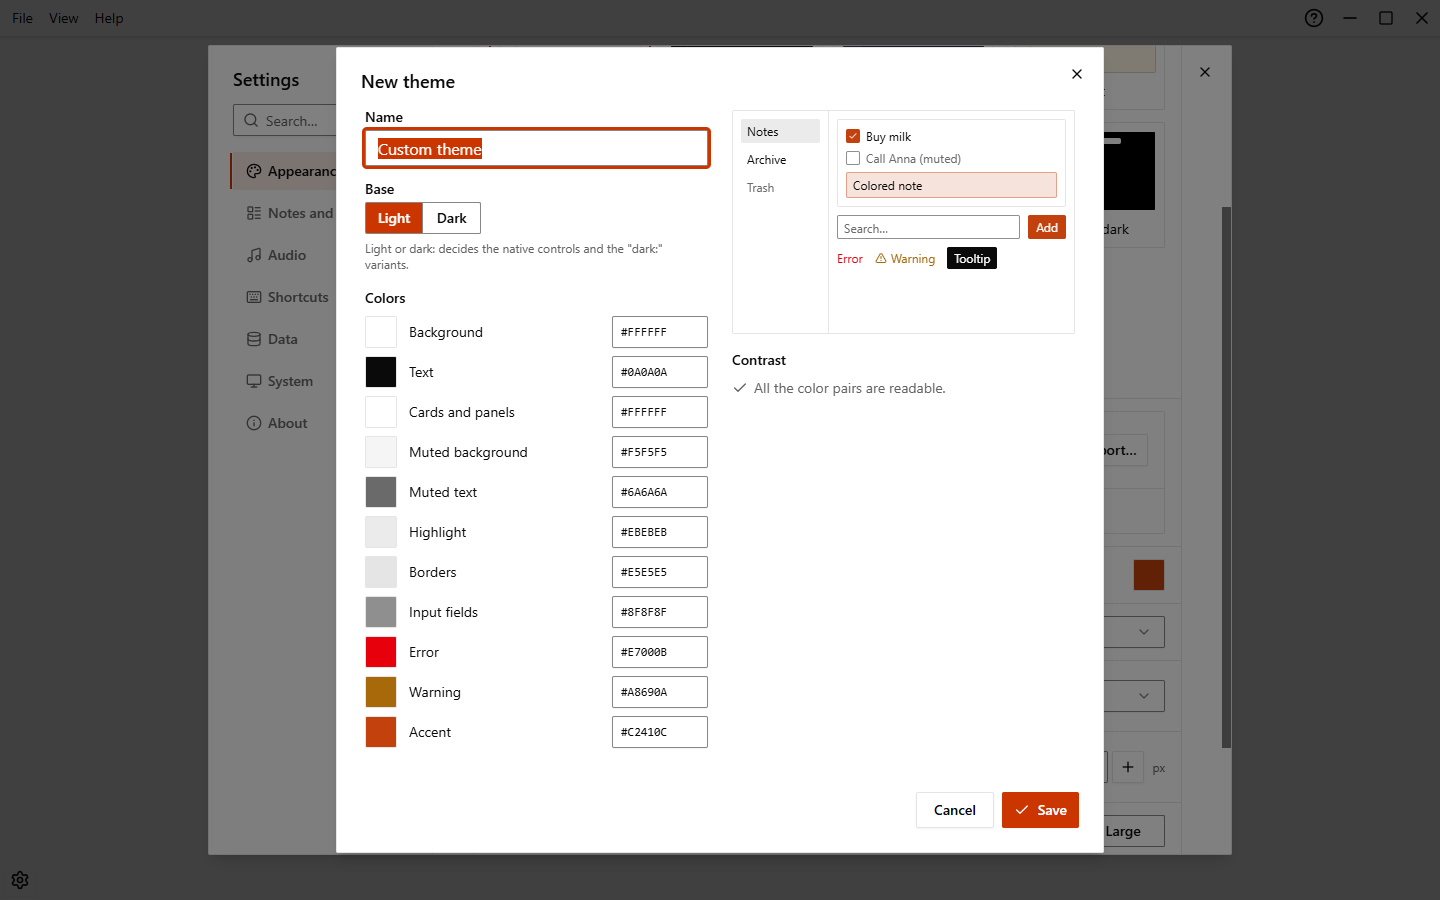 File View Help
Settings
Search...
Appearanc
Notes and
Audio
Shortcuts
Data
System
About
New theme
Name
Custom theme
Base
Light Dark
Light or dark: decides the native controls and the "dark:"
variants.
Colors
Background #FFFFFF
Text #0A0A0A
Cards and panels #FFFFFF
Muted background #F5F5F5
Muted text #6A6A6A
Highlight #EBEBEB
Borders #E5E5E5
Input fields #8F8F8F
Error #E7000B
Warning #A8690A
Accent #C2410C
Notes
Archive
Trash
Buy milk
Call Anna (muted)
Colored note
Search... Add
Error Warning Tooltip
Contrast
All the color pairs are readable.
Cancel Save
dark
ort...
px
Large